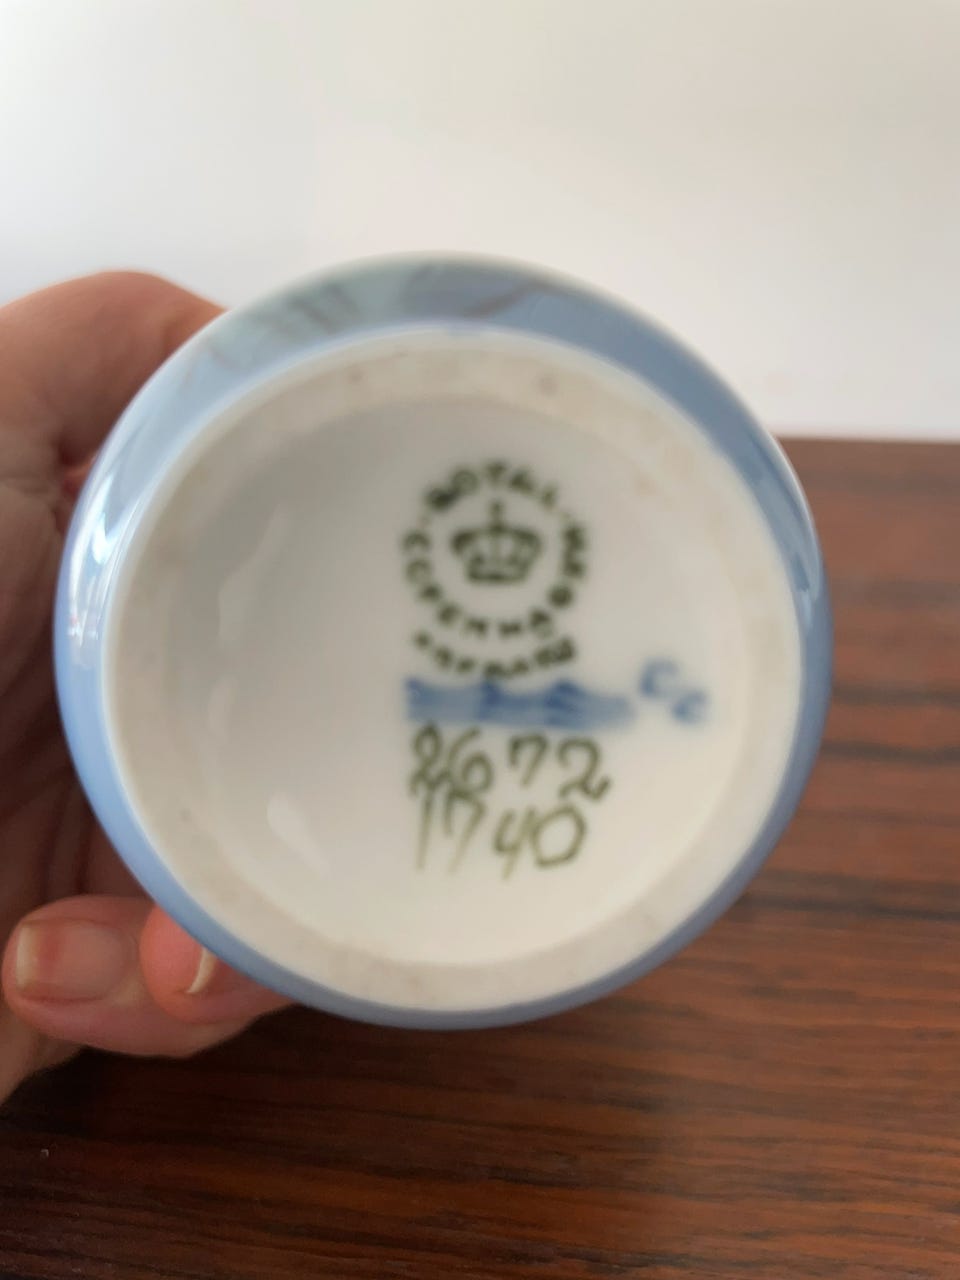 ROYAL
COPENHAGEN
DENMARK
C
C
2672
1740